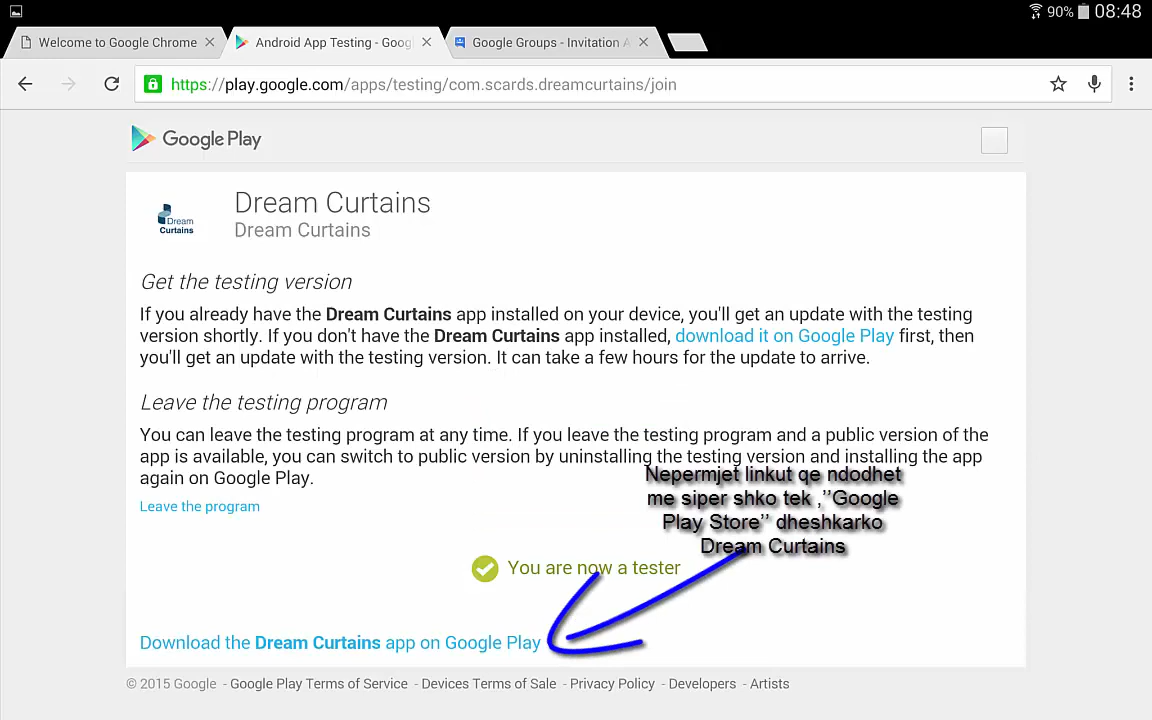 90% 08:48
Welcome to Google Chrome
Android App Testing - Goog
Google Groups - Invitation A
https://play.google.com/apps/testing/com.scards.dreamcurtains/join
Google Play
Dream
Curtains
Dream Curtains
Dream Curtains
Get the testing version
If you already have the Dream Curtains app installed on your device, you'll get an update with the testing
version shortly. If you don't have the Dream Curtains app installed, download it on Google Play first, then
you'll get an update with the testing version. It can take a few hours for the update to arrive.
Leave the testing program
You can leave the testing program at any time. If you leave the testing program and a public version of the
app is available, you can switch to public version by uninstalling the testing version and installing the app
again on Google Play.
Leave the program
Nepermjet linkut qe ndodhet
me siper shko tek ,’’Google
Play Store’’ dheshkarko
Dream Curtains
You are now a tester
Download the Dream Curtains app on Google Play
© 2015 Google - Google Play Terms of Service - Devices Terms of Sale - Privacy Policy - Developers - Artists